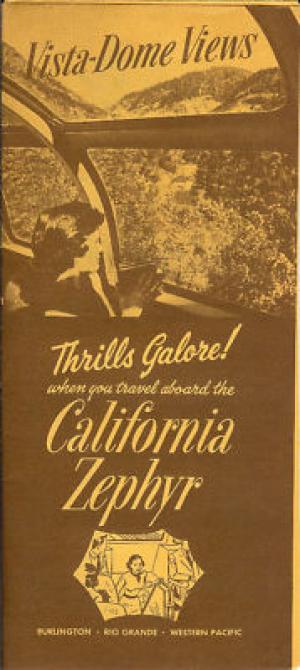 Vista-Dome Views
Thrills Galore!
when you travel aboard the
California
Zephyr
BURLINGTON • RIO GRANDE • WESTERN PACIFIC